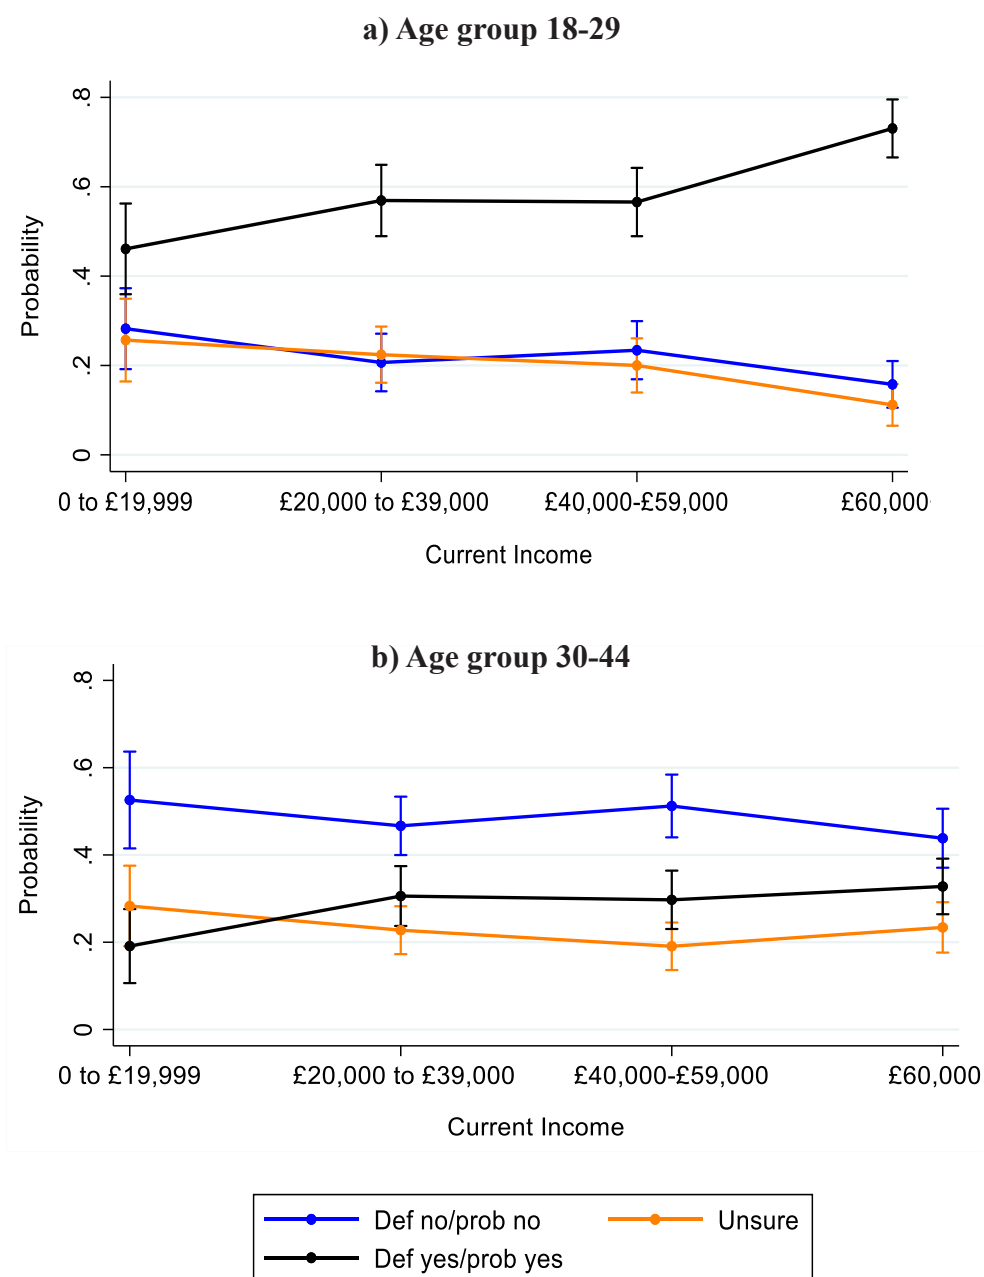 a) Age group 18-29
.8
.6
.4
.2
0
Probability
0 to £19,999 £20,000 to £39,000 £40,000-£59,000 £60,000
Current Income
b) Age group 30-44
.8
.6
.4
.2
0
Probability
0 to £19,999 £20,000 to £39,000 £40,000-£59,000 £60,000
Current Income
Def no/prob no Unsure
Def yes/prob yes